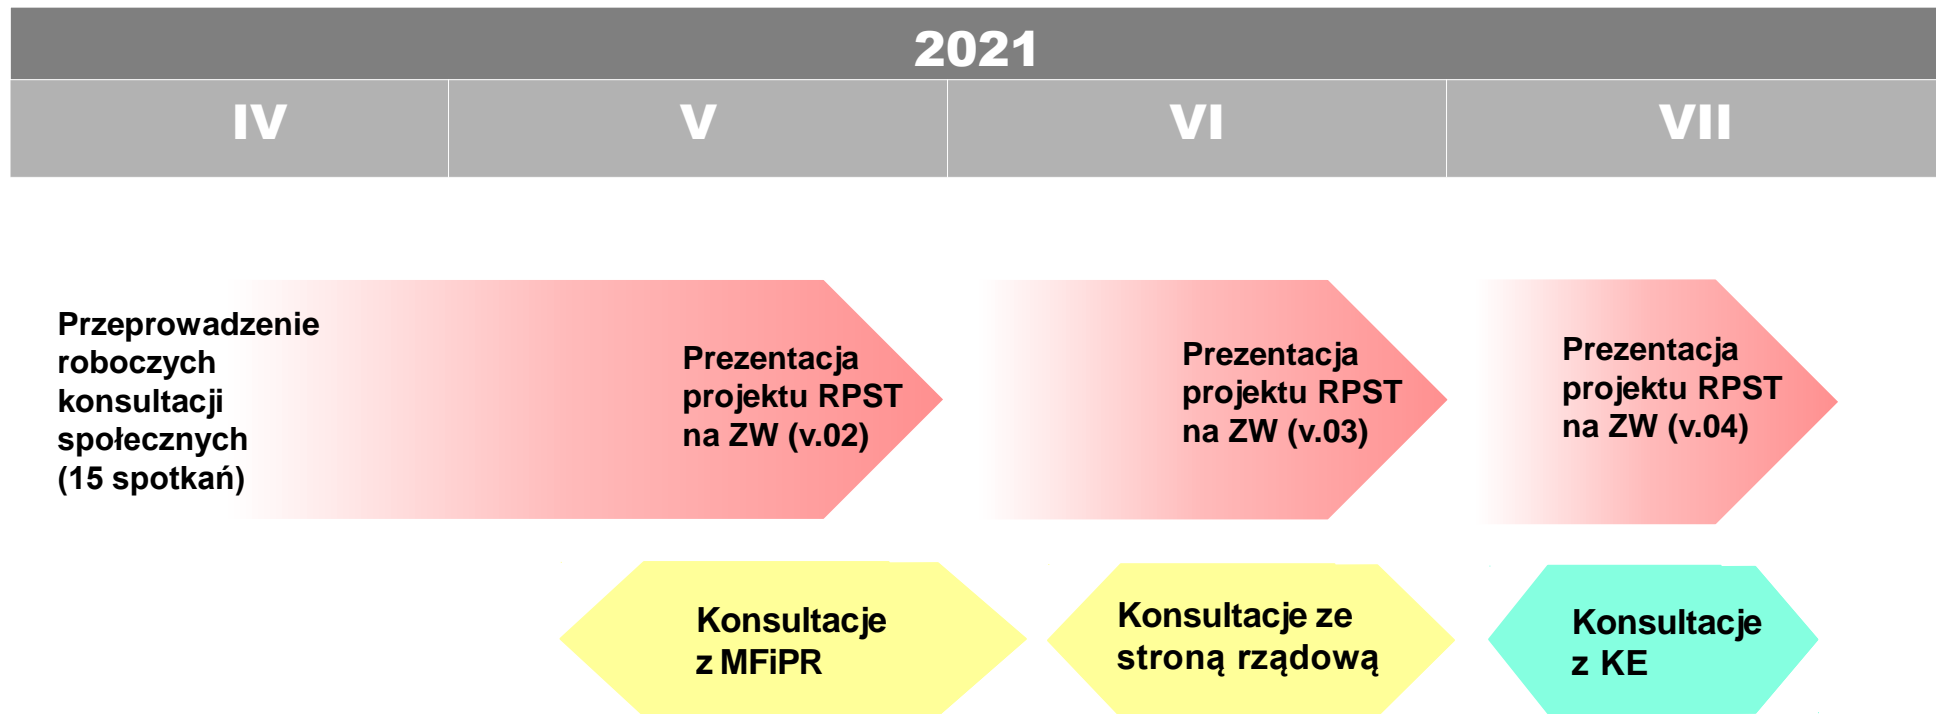 2021
IV
V
VI
VII
Przeprowadzenie
roboczych
konsultacji
społecznych
(15 spotkań)
Prezentacja
projektu RPST
na ZW (v.02)
Prezentacja
projektu RPST
na ZW (v.03)
Prezentacja
projektu RPST
na ZW (v.04)
Konsultacje
z MFiPR
Konsultacje ze
stroną rządową
Konsultacje
z KE